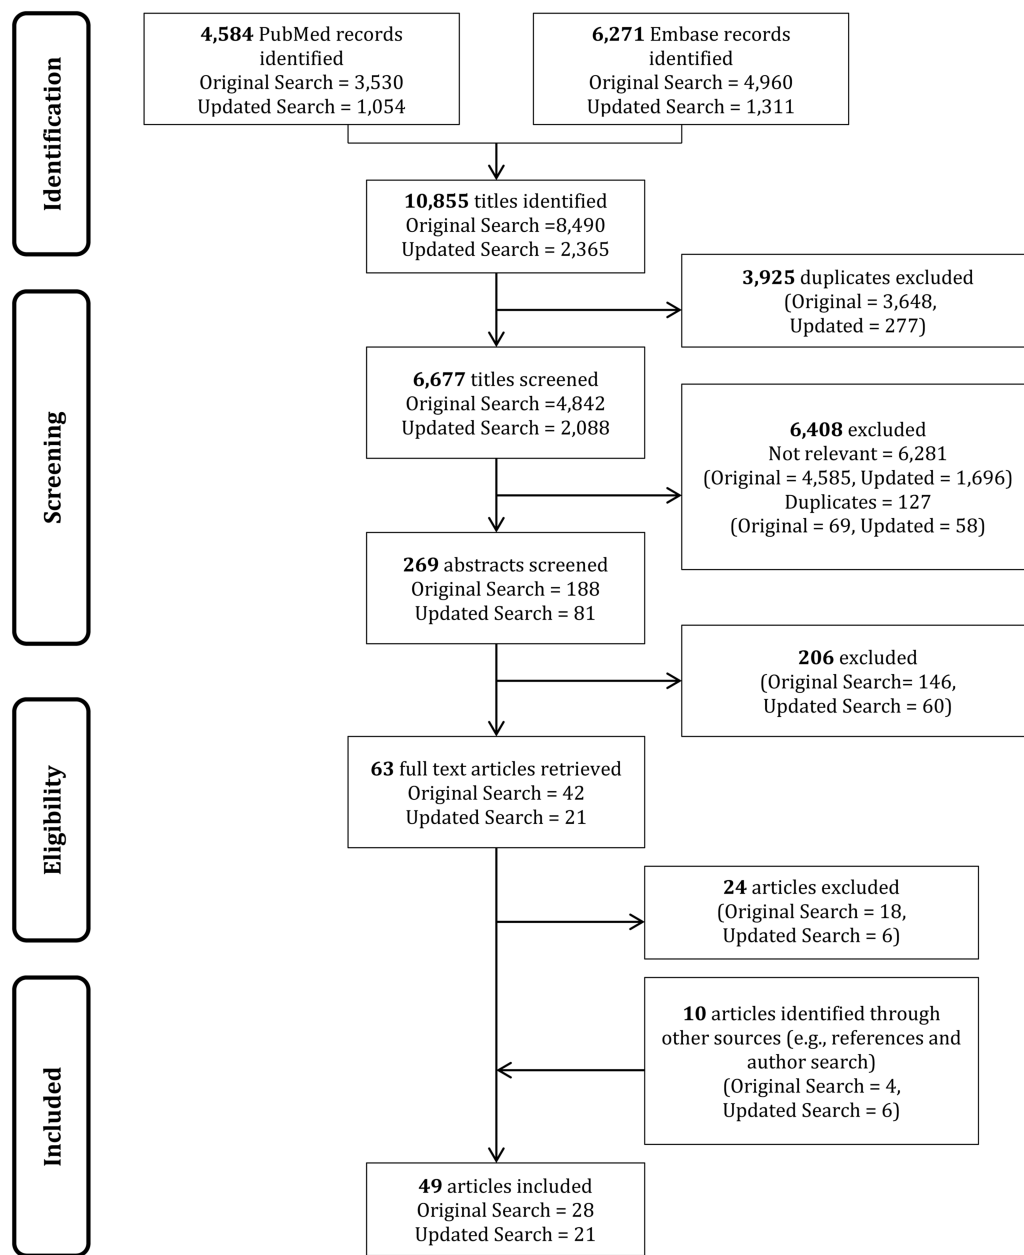 Identification
4,584 PubMed records
identified
Original Search = 3,530
Updated Search = 1,054
6,271 Embase records
identified
Original Search = 4,960
Updated Search = 1,311
10,855 titles identified
Original Search =8,490
Updated Search = 2,365
3,925 duplicates excluded
(Original = 3,648,
Updated = 277)
Screening
6,677 titles screened
Original Search =4,842
Updated Search = 2,088
6,408 excluded
Not relevant = 6,281
(Original = 4,585, Updated = 1,696)
Duplicates = 127
(Original = 69, Updated = 58)
269 abstracts screened
Original Search = 188
Updated Search = 81
206 excluded
(Original Search= 146,
Updated Search = 60)
Eligibility
63 full text articles retrieved
Original Search = 42
Updated Search = 21
24 articles excluded
(Original Search = 18,
Updated Search = 6)
Included
10 articles identified through
other sources (e.g., references and
author search)
(Original Search = 4,
Updated Search = 6)
49 articles included
Original Search = 28
Updated Search = 21